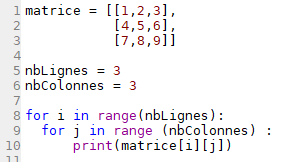 1 matrice = [[1,2,3],
2            [4,5,6],
3            [7,8,9]]
4
5 nbLignes = 3
6 nbColonnes = 3
7
8 for i in range(nbLignes):
9   for j in range (nbColonnes) :
10       print(matrice[i][j])